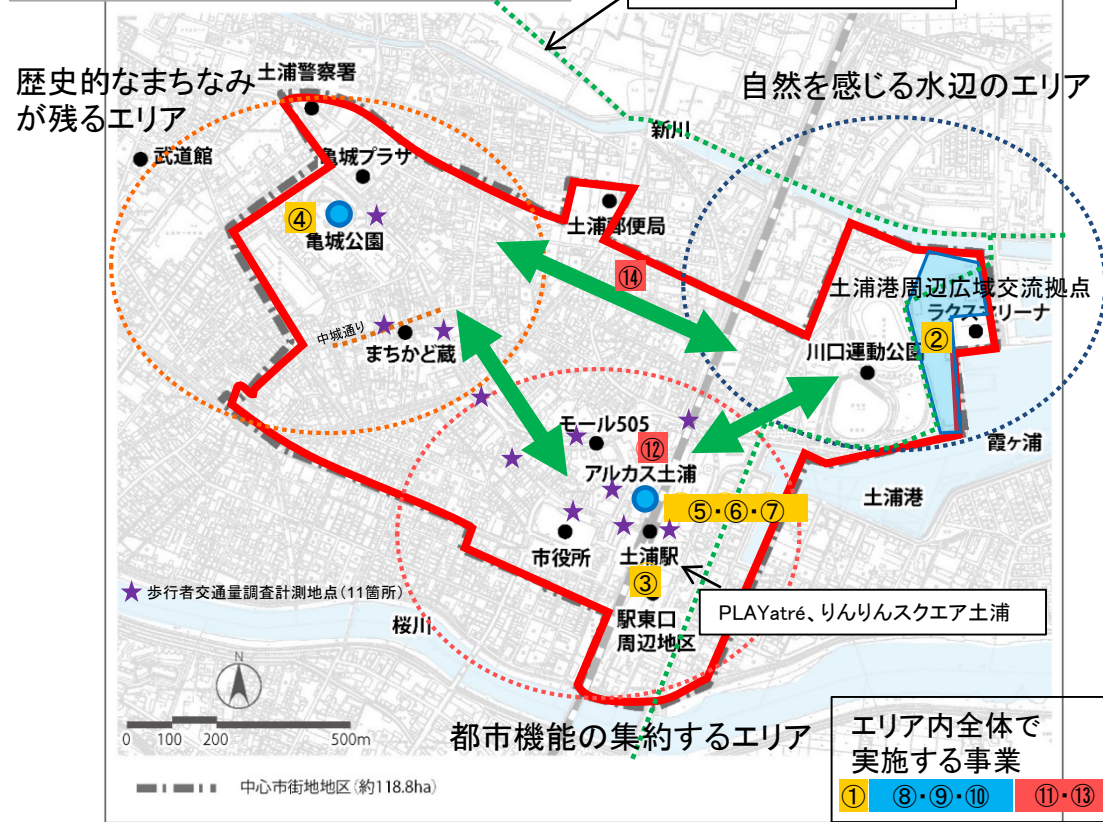 歴史的なまちなみ
が残るエリア
土浦警察署
武道館
亀城プラザ
④
亀城公園
中城通り
まちかど蔵
新川
自然を感じる水辺のエリア
土浦郵便局
⑭
土浦港周辺広域交流拠点
ラクスマリーナ
②
川口運動公園
霞ヶ浦
土浦港
モール505
⑫
アルカス土浦
⑤・⑥・⑦
市役所
土浦駅
③
駅東口
周辺地区
PLAYatré、りんりんスクエア土浦
★ 歩行者交通量調査計測地点(11箇所)
桜川
N
0 100 200 500m
都市機能の集約するエリア
中心市街地地区(約118.8ha)
エリア内全体で
実施する事業
① ⑧・⑨・⑩ ⑪・⑬